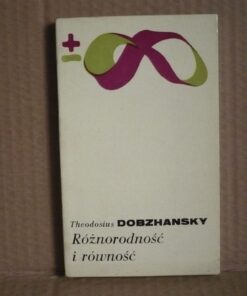 ±
Theodosius DOBZHANSKY
Różnorodność
i równość